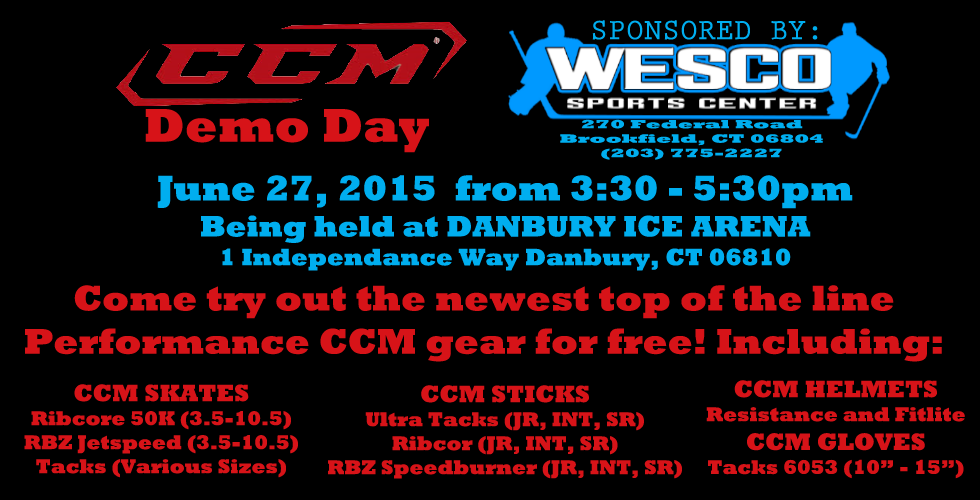 CCM®
Demo Day
SPONSORED BY:
WESCO
SPORTS CENTER
270 Federal Road
Brookfield, CT 06804
(203) 775-2227
June 27, 2015 from 3:30 - 5:30pm
Being held at DANBURY ICE ARENA
1 Independance Way Danbury, CT 06810
Come try out the newest top of the line
Performance CCM gear for free! Including:
CCM SKATES
Ribcore 50K (3.5-10.5)
RBZ Jetspeed (3.5-10.5)
Tacks (Various Sizes)
CCM STICKS
Ultra Tacks (JR, INT, SR)
Ribcor (JR, INT, SR)
RBZ Speedburner (JR, INT, SR)
CCM HELMETS
Resistance and Fitlite
CCM GLOVES
Tacks 6053 (10” - 15”)